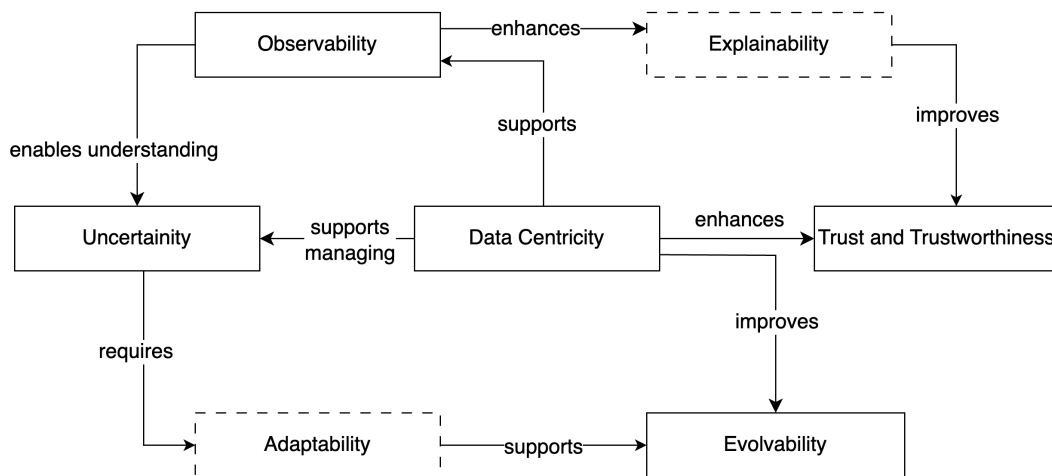 Observability
enhances
Explainability
supports
improves
enables understanding
Uncertainity
supports
managing
Data Centricity
enhances
Trust and Trustworthiness
improves
requires
Adaptability
supports
Evolvability